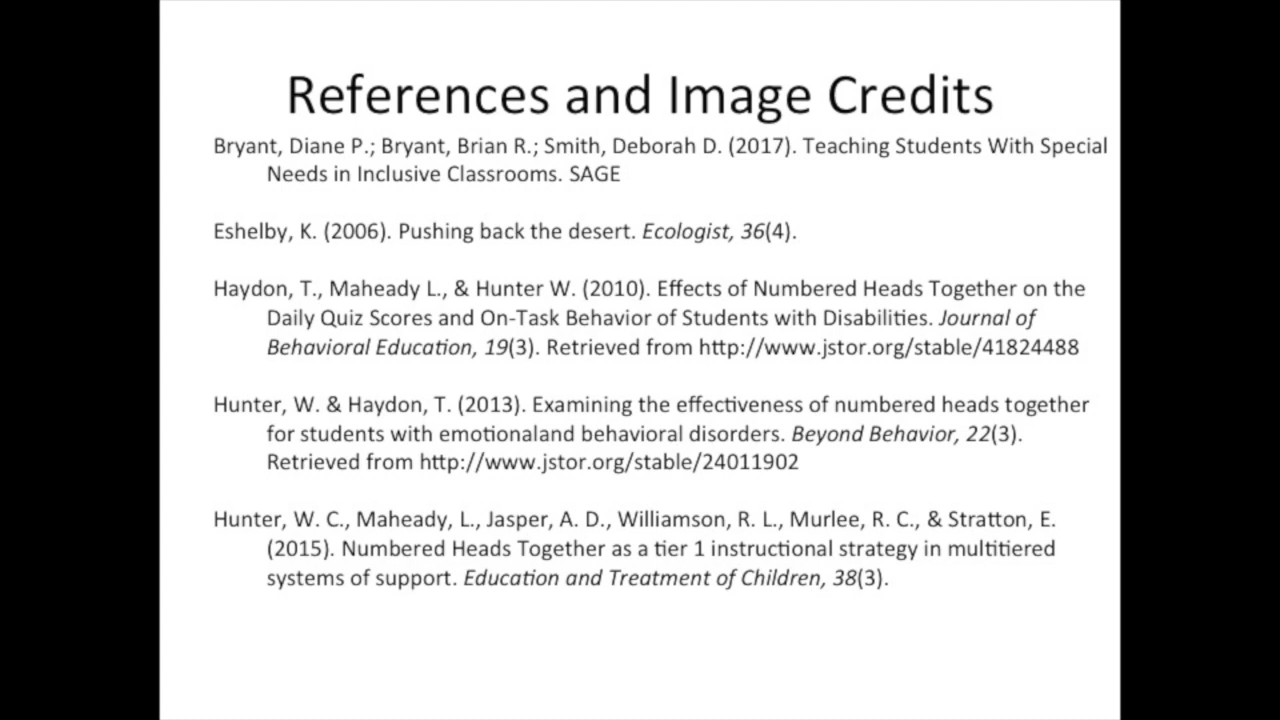 References and Image Credits
Bryant, Diane P.; Bryant, Brian R.; Smith, Deborah D. (2017). Teaching Students With Special
Needs in Inclusive Classrooms. SAGE
Eshelby, K. (2006). Pushing back the desert. Ecologist, 36(4).
Haydon, T., Maheady L., & Hunter W. (2010). Effects of Numbered Heads Together on the
Daily Quiz Scores and On-Task Behavior of Students with Disabilities. Journal of
Behavioral Education, 19(3). Retrieved from http://www.jstor.org/stable/41824488
Hunter, W. & Haydon, T. (2013). Examining the effectiveness of numbered heads together
for students with emotionaland behavioral disorders. Beyond Behavior, 22(3).
Retrieved from http://www.jstor.org/stable/24011902
Hunter, W. C., Maheady, L., Jasper, A. D., Williamson, R. L., Murlee, R. C., & Stratton, E.
(2015). Numbered Heads Together as a tier 1 instructional strategy in multitiered
systems of support. Education and Treatment of Children, 38(3).